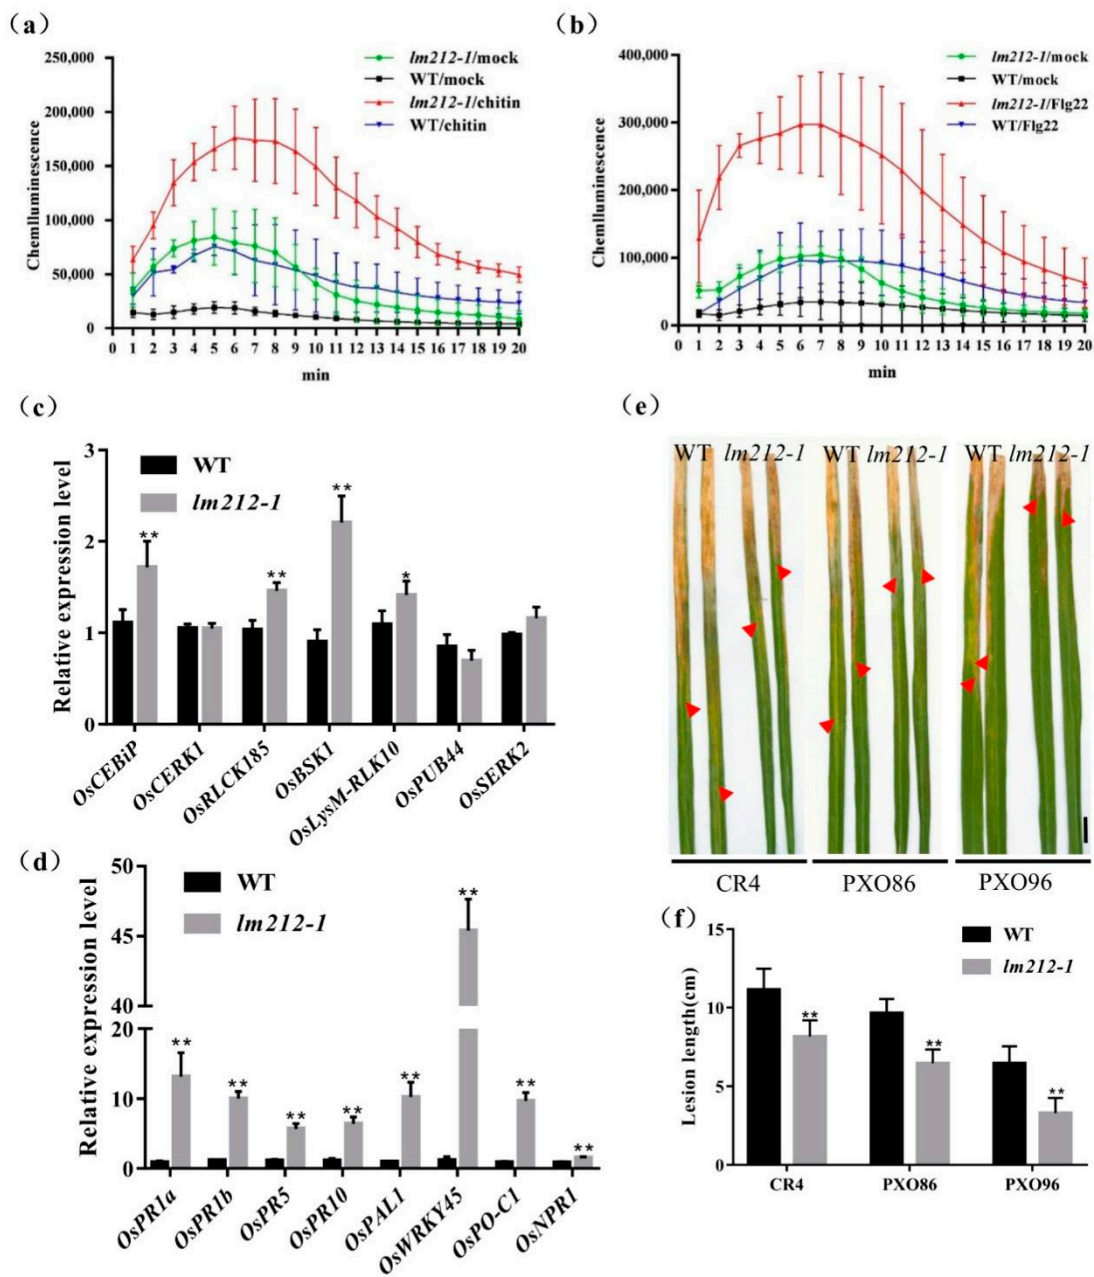 (a)
250,000
200,000
150,000
100,000
50,000
0
Chemlluminescence
lm212-1/mock
WT/mock
lm212-1/chitin
WT/chitin
0 1 2 3 4 5 6 7 8 9 10 11 12 13 14 15 16 17 18 19 20
min
(b)
400,000
300,000
200,000
100,000
0
Chemlluminescence
lm212-1/mock
WT/mock
lm212-1/Flg22
WT/Flg22
0 1 2 3 4 5 6 7 8 9 10 11 12 13 14 15 16 17 18 19 20
min
(c)
3
2
1
0
Relative expression level
WT
lm212-1
** ** ** *
OsCEBiP OsCERK1 OsRLCK185 OsBSK1 OsLysM-RLK10 OsPUB44 OsSERK2
(d)
50
45
40
20
10
0
Relative expression level
WT
lm212-1
** ** ** ** ** ** ** **
OsPR1a OsPR1b OsPR5 OsPR10 OsPAL1 OsWRKY45 OsPO-C1 OsNPR1
(e)
WT lm212-1 WT lm212-1 WT lm212-1
CR4 PXO86 PXO96
(f)
15
10
5
0
Lesion length(cm)
WT
lm212-1
** ** **
CR4 PXO86 PXO96